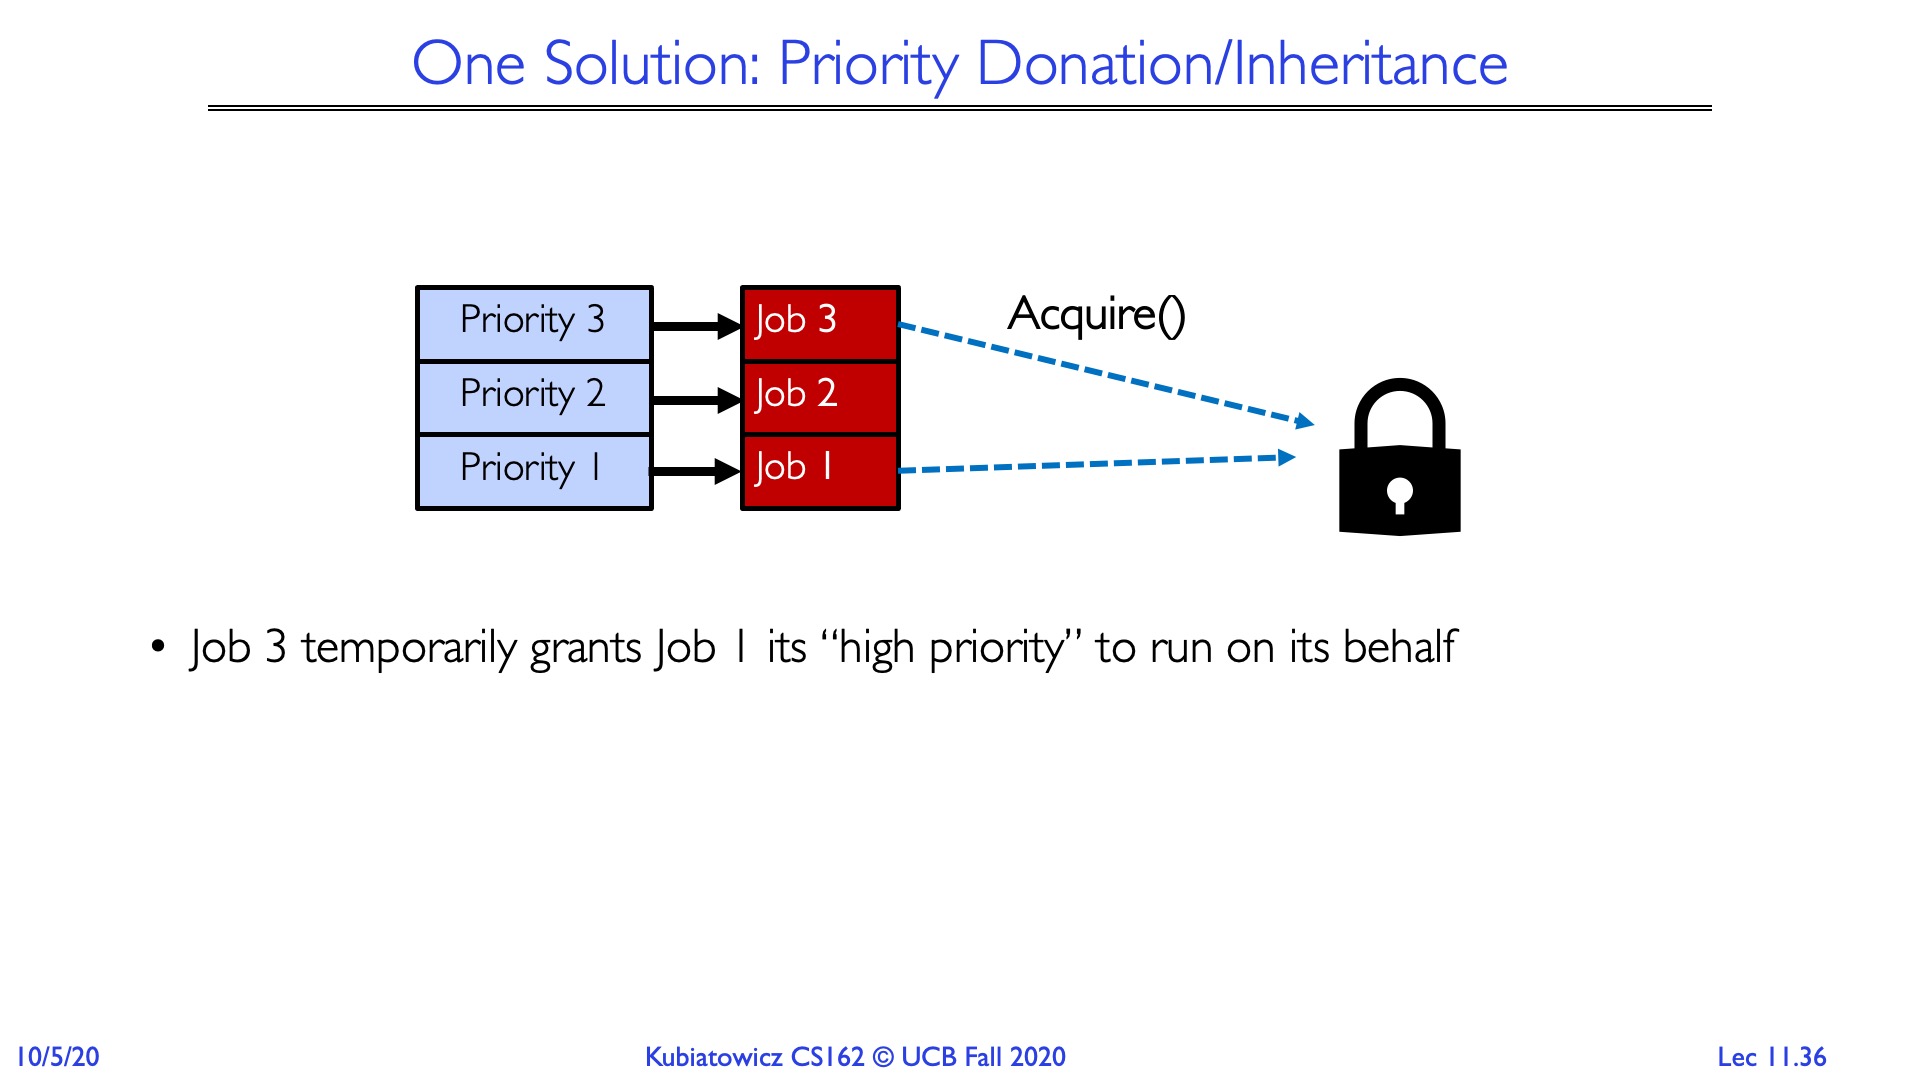 One Solution: Priority Donation/Inheritance
Priority 3
Job 3
Acquire()
Priority 2
Job 2
Priority 1
Job 1
• Job 3 temporarily grants Job 1 its “high priority” to run on its behalf
10/5/20
Kubiatowicz CS162 © UCB Fall 2020
Lec 11.36